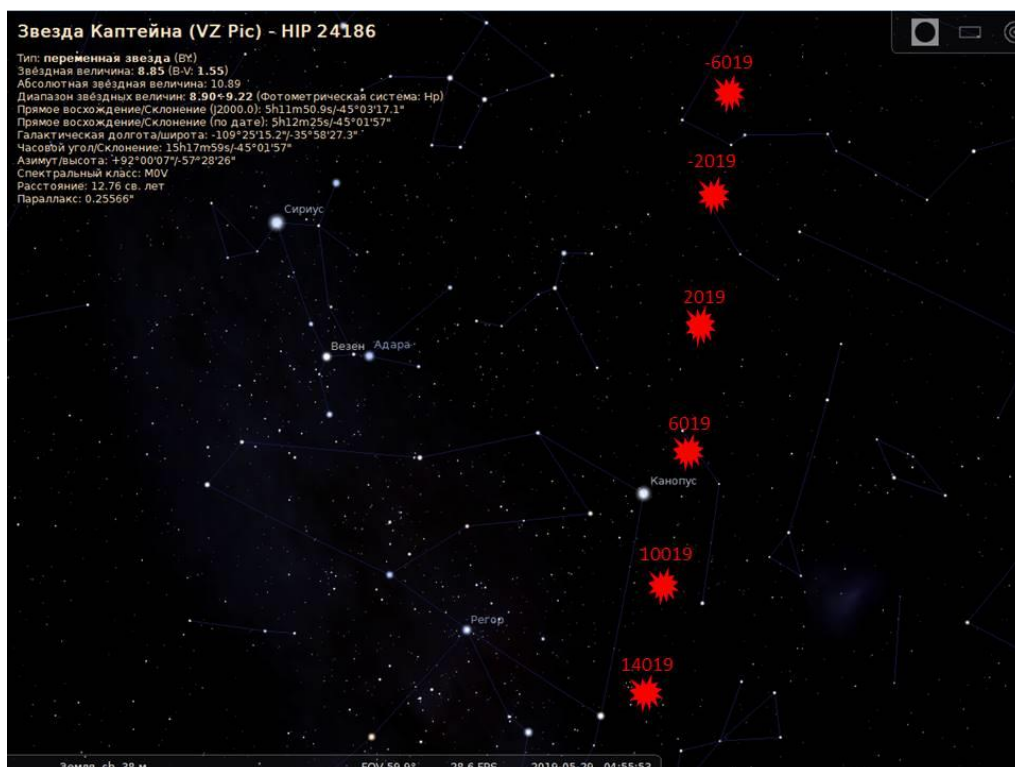 Звезда Каптейна (VZ Pic) - HIP 24186
Тип: переменная звезда (BY)
Звёздная величина: 8.85 (B-V: 1.55)
Абсолютная звёздная величина: 10.89
Диапазон звёздных величин: 8.90÷9.22 (Фотометрическая система: Hp)
Прямое восхождение/Склонение (J2000.0): 5h11m50.9s/-45°03'17.1"
Прямое восхождение/Склонение (по дате): 5h12m25s/-45°01'57"
Галактическая долгота/широта: -109°25'15.2"/-35°58'27.3"
Часовой угол/Склонение: 15h17m59s/-45°01'57"
Азимут/высота: +92°00'07"/-57°28'26"
Спектральный класс: M0V
Расстояние: 12.76 св. лет
Параллакс: 0.25566"
-6019
-2019
Сириус
2019
Везен
Адара
6019
Канопус
10019
Регор
14019
Земля, sb, 38 м
FOV 59.9°
28.6 FPS
2019-05-29 04:55:53